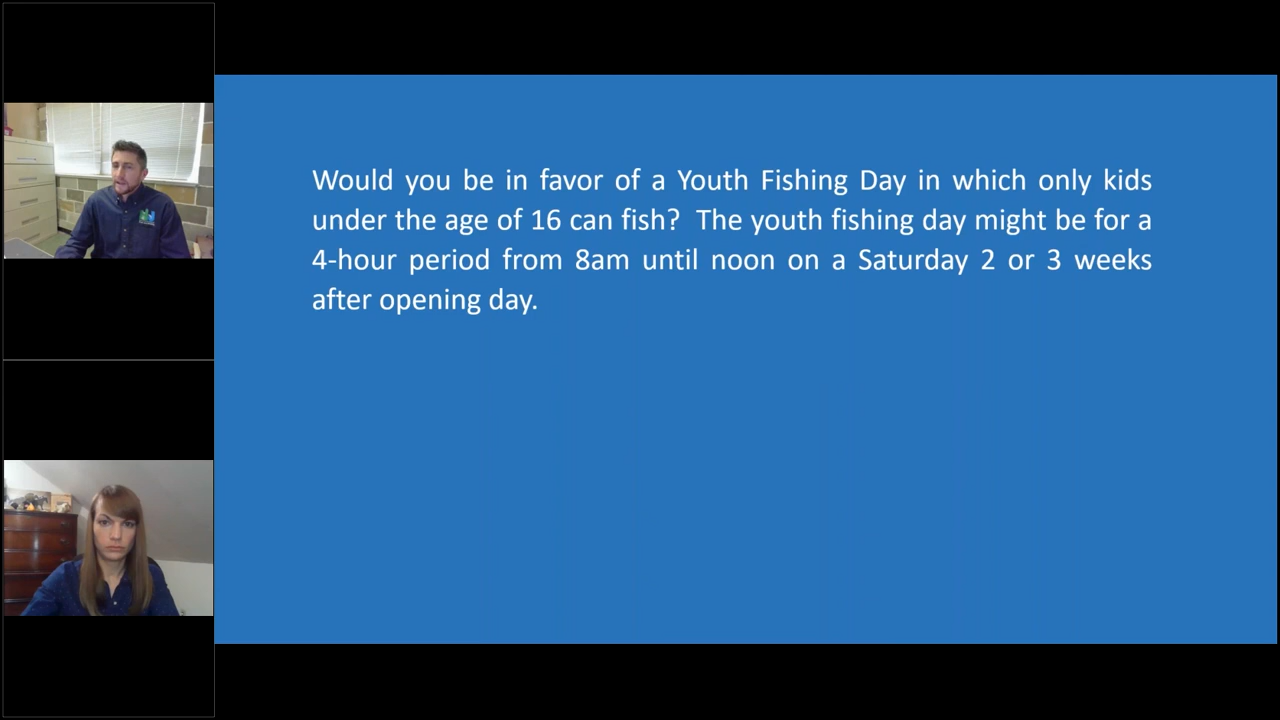 Would you be in favor of a Youth Fishing Day in which only kids
under the age of 16 can fish?  The youth fishing day might be for a
4-hour period from 8am until noon on a Saturday 2 or 3 weeks
after opening day.